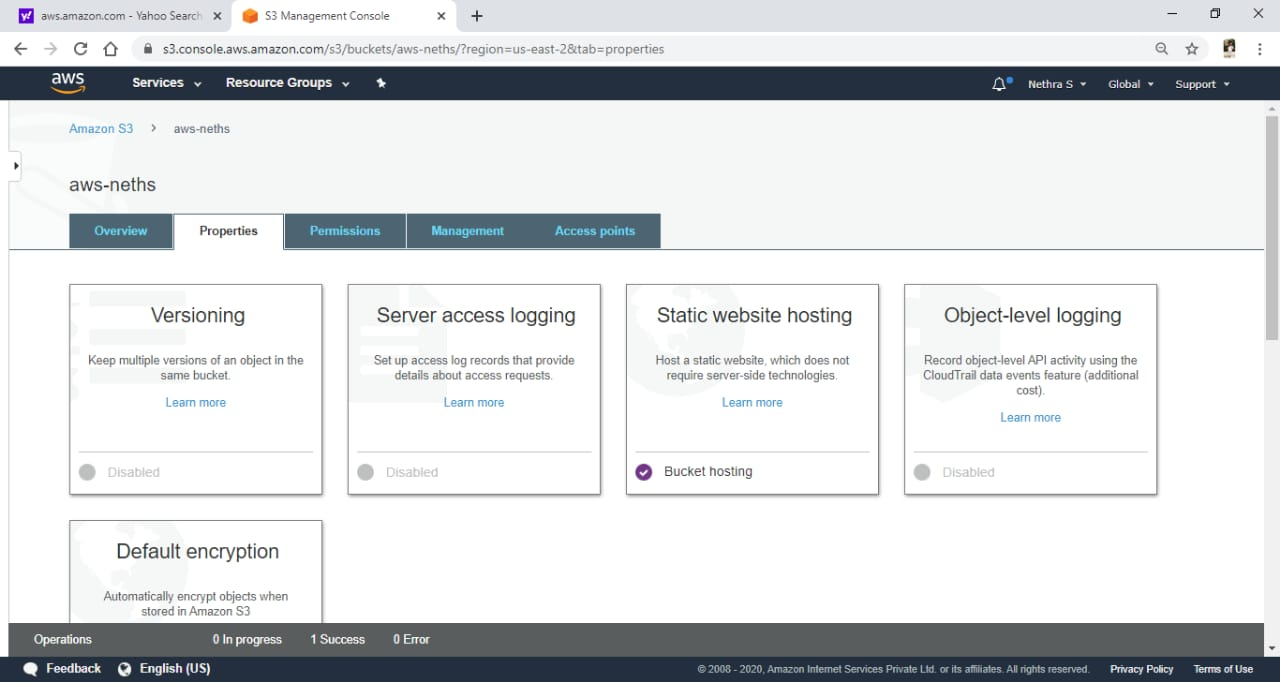 aws.amazon.com - Yahoo Search
S3 Management Console
s3.console.aws.amazon.com/s3/buckets/aws-neths/?region=us-east-2&tab=properties
aws
Services
Resource Groups
Nethra S
Global
Support
Amazon S3
aws-neths
aws-neths
Overview
Properties
Permissions
Management
Access points
Versioning
Keep multiple versions of an object in the
same bucket.
Learn more
Disabled
Server access logging
Set up access log records that provide
details about access requests.
Learn more
Disabled
Static website hosting
Host a static website, which does not
require server-side technologies.
Learn more
Bucket hosting
Object-level logging
Record object-level API activity using the
CloudTrail data events feature (additional
cost).
Learn more
Disabled
Default encryption
Automatically encrypt objects when
stored in Amazon S3
Operations
0 In progress
1 Success
0 Error
Feedback
English (US)
© 2008 - 2020, Amazon Internet Services Private Ltd. or its affiliates. All rights reserved.
Privacy Policy
Terms of Use